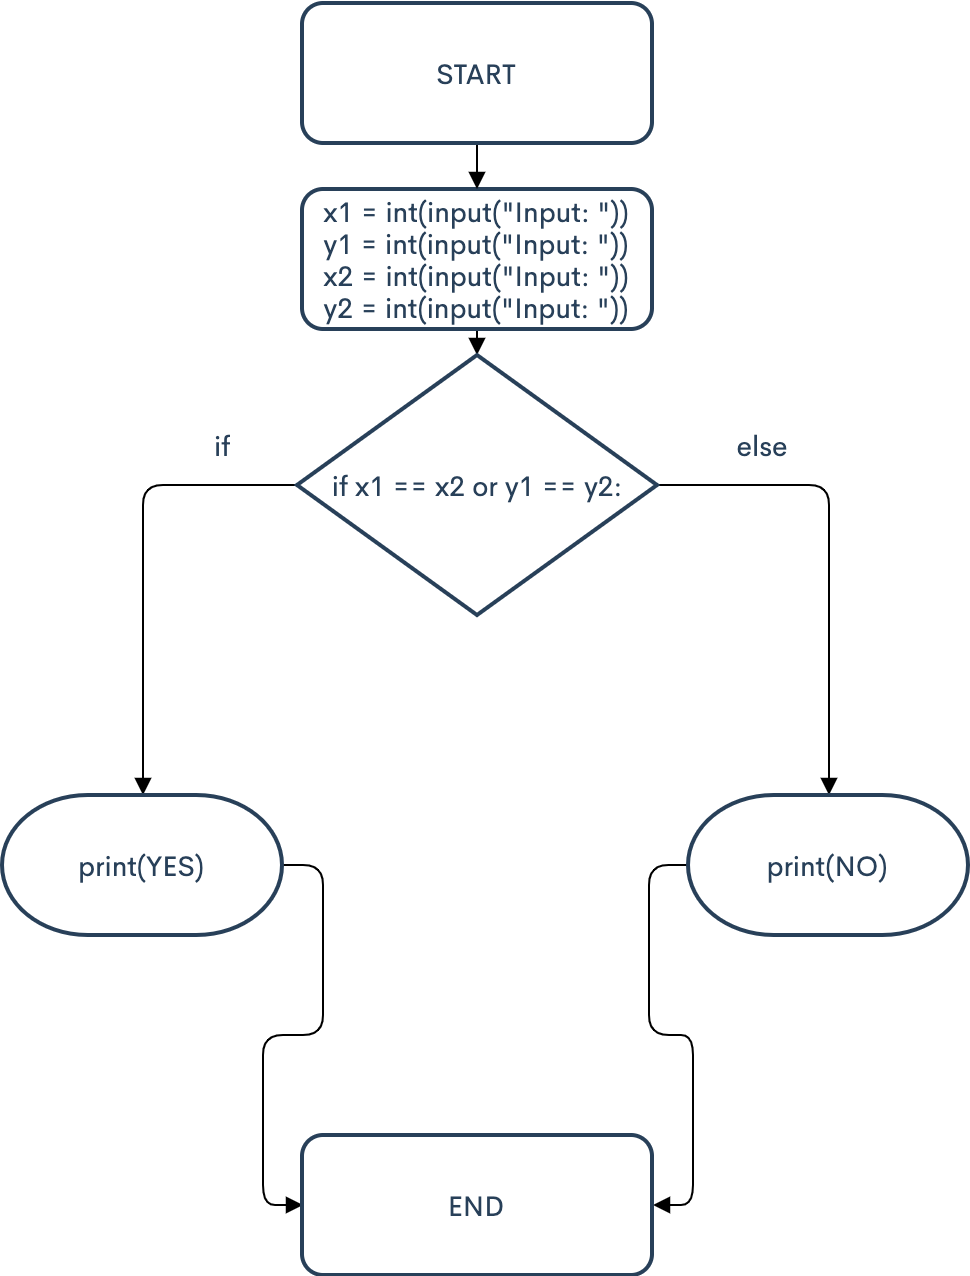 START
x1 = int(input("Input: "))
y1 = int(input("Input: "))
x2 = int(input("Input: "))
y2 = int(input("Input: "))
if
else
if x1 == x2 or y1 == y2:
print(YES)
print(NO)
END